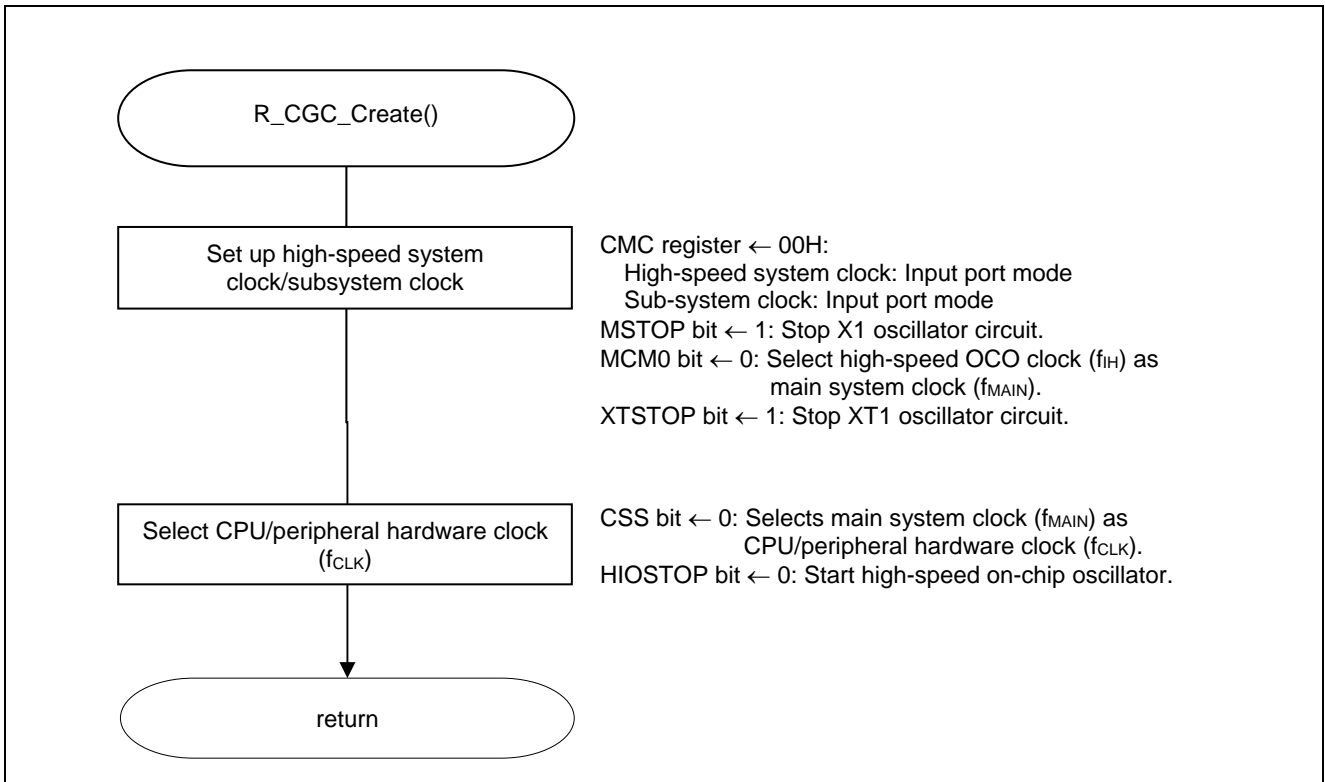 R_CGC_Create()
Set up high-speed system
clock/subsystem clock
CMC register ← 00H:
High-speed system clock: Input port mode
Sub-system clock: Input port mode
MSTOP bit ← 1: Stop X1 oscillator circuit.
MCM0 bit ← 0: Select high-speed OCO clock (fIH) as
main system clock (fMAIN).
XTSTOP bit ← 1: Stop XT1 oscillator circuit.
Select CPU/peripheral hardware clock
(fCLK)
CSS bit ← 0: Selects main system clock (fMAIN) as
CPU/peripheral hardware clock (fCLK).
HIOSTOP bit ← 0: Start high-speed on-chip oscillator.
return